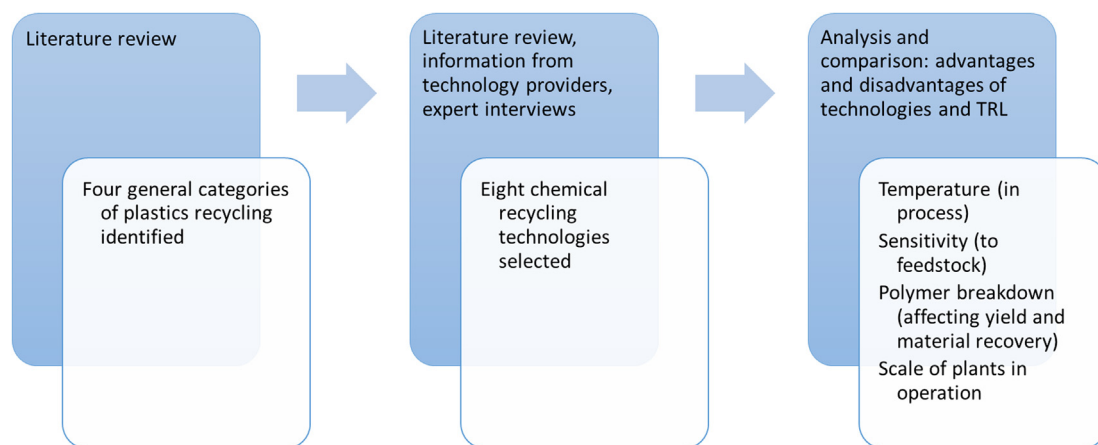 Literature review
Four general categories
of plastics recycling
identified
Literature review,
information from
technology providers,
expert interviews
Eight chemical
recycling
technologies
selected
Analysis and
comparison: advantages
and disadvantages of
technologies and TRL
Temperature (in
process)
Sensitivity (to
feedstock)
Polymer breakdown
(affecting yield and
material recovery)
Scale of plants in
operation